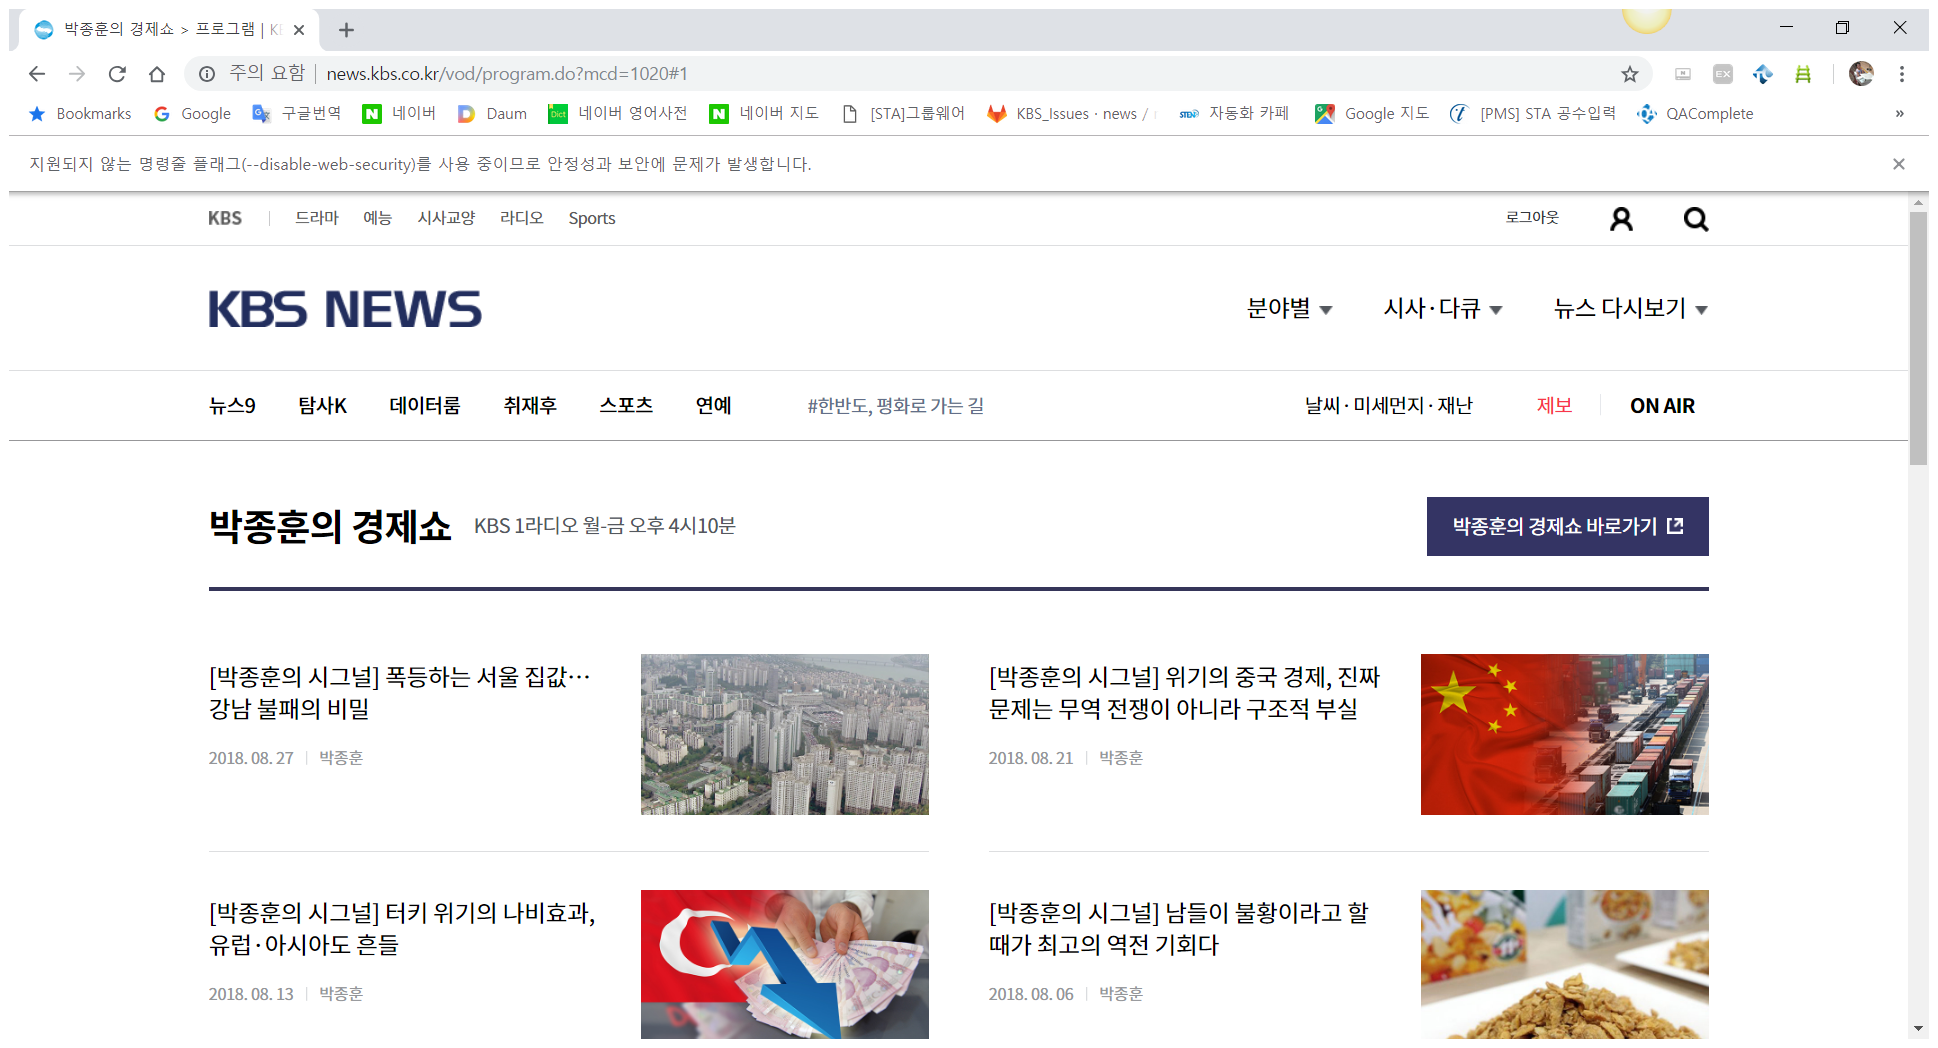 박종훈의 경제쇼 > 프로그램 | K
주의 요함 | news.kbs.co.kr/vod/program.do?mcd=1020#1
EX
Bookmarks Google 구글번역 네이버 Daum 네이버 영어사전 네이버 지도 [STA]그룹웨어 KBS_Issues · news / 자동화 카페 Google 지도 [PMS] STA 공수입력 QAComplete »
지원되지 않는 명령줄 플래그(--disable-web-security)를 사용 중이므로 안정성과 보안에 문제가 발생합니다.
KBS 드라마 예능 시사교양 라디오 Sports 로그아웃
KBS NEWS 분야별 시사·다큐 뉴스 다시보기
뉴스9 탐사K 데이터룸 취재후 스포츠 연예 #한반도, 평화로 가는 길 날씨·미세먼지·재난 제보 ON AIR
박종훈의 경제쇼 KBS 1라디오 월-금 오후 4시10분 박종훈의 경제쇼 바로가기
[박종훈의 시그널] 폭등하는 서울 집값…
강남 불패의 비밀
2018. 08. 27 박종훈
[박종훈의 시그널] 위기의 중국 경제, 진짜
문제는 무역 전쟁이 아니라 구조적 부실
2018. 08. 21 박종훈
[박종훈의 시그널] 터키 위기의 나비효과,
유럽·아시아도 흔들
2018. 08. 13 박종훈
[박종훈의 시그널] 남들이 불황이라고 할
때가 최고의 역전 기회다
2018. 08. 06 박종훈